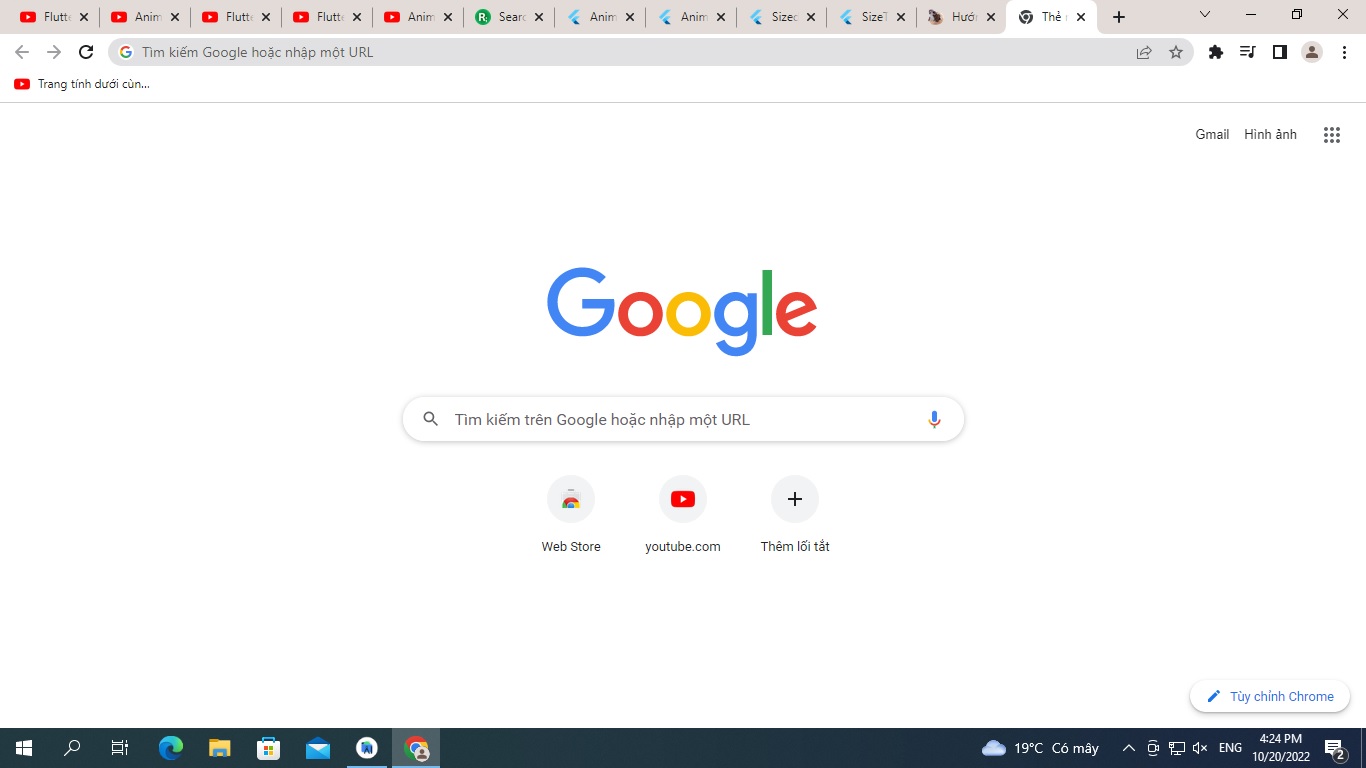 Flutte
Anim
Flutte
Flutte
Anim
Searc
Anim
Anim
Sizec
SizeT
Hướn
Thẻ
Tìm kiếm Google hoặc nhập một URL
Trang tính dưới cùn...
Gmail
Hình ảnh
Google
Tìm kiếm trên Google hoặc nhập một URL
Web Store
youtube.com
Thêm lối tắt
Tùy chỉnh Chrome
19°C Có mây
ENG
4:24 PM
10/20/2022
2